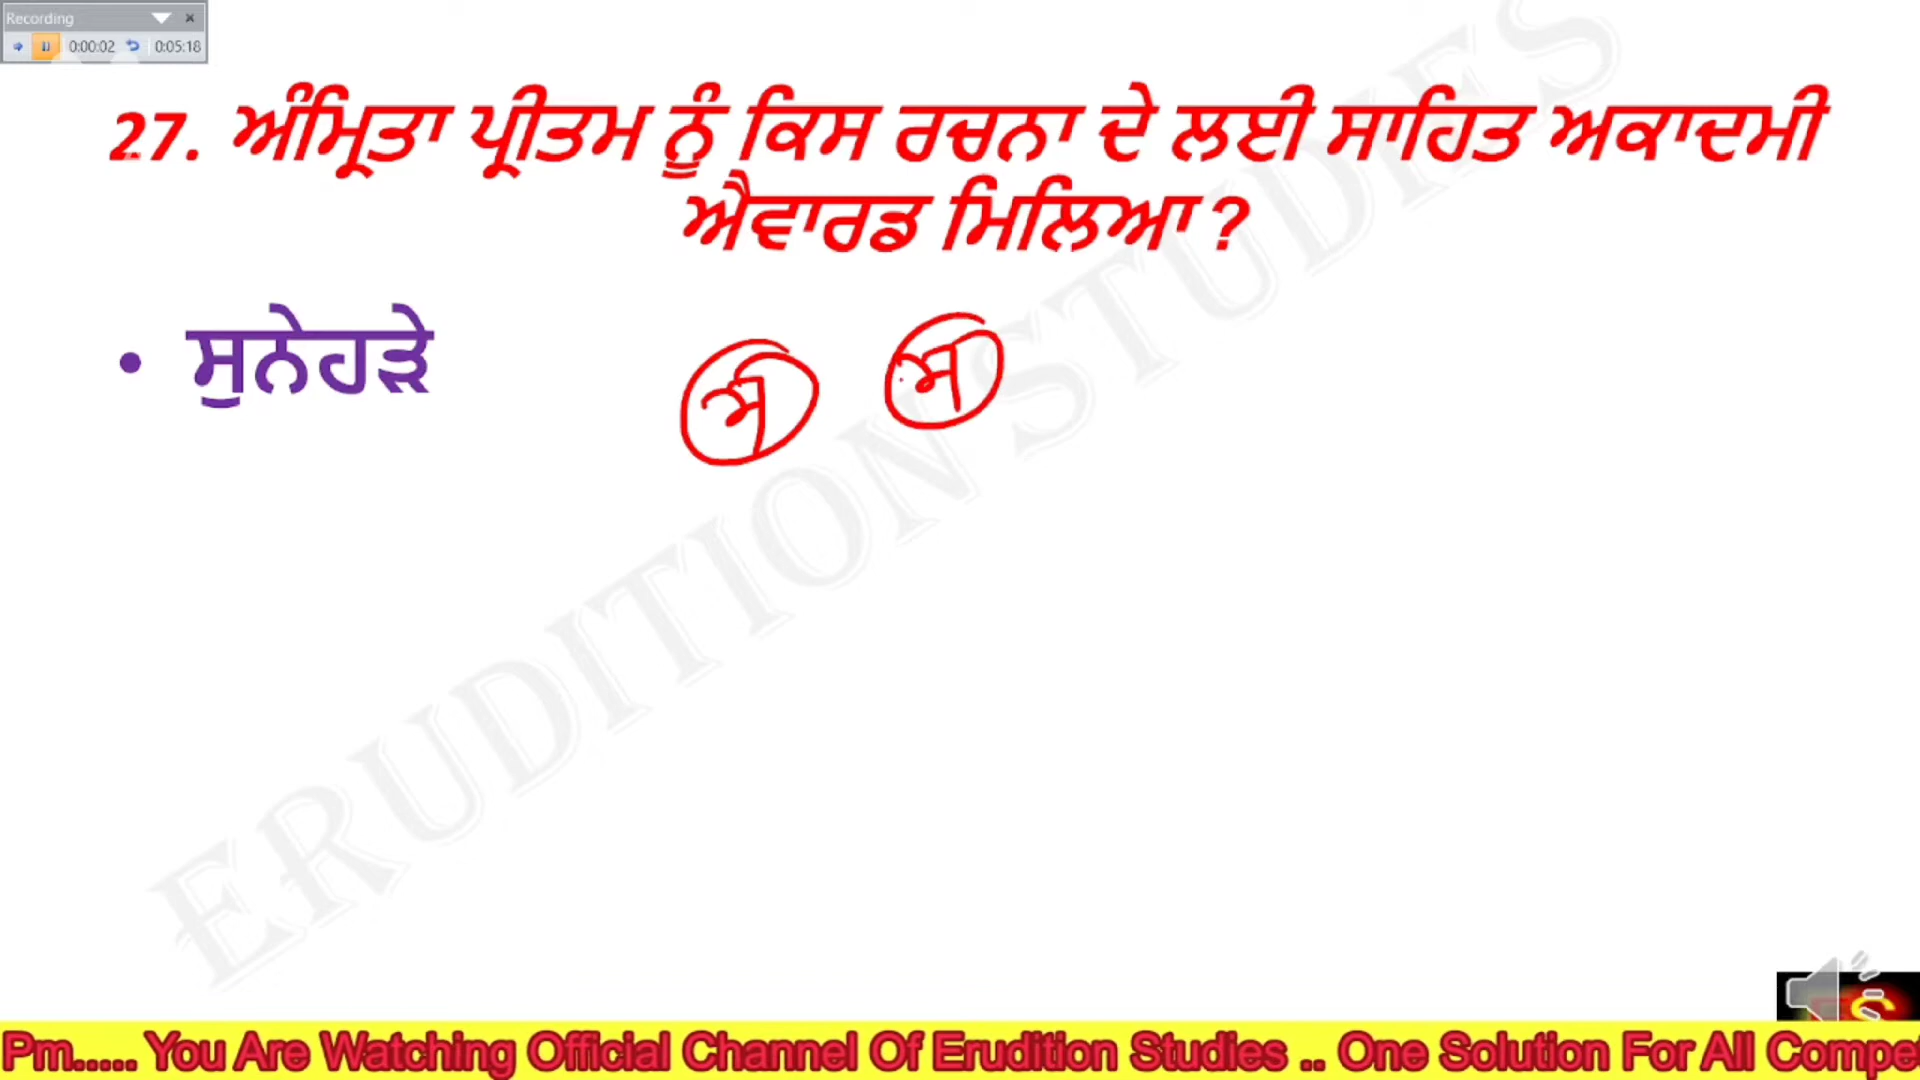 Recording
0:00:02 0:05:18
27. ਅੰਮ੍ਰਿਤਾ ਪ੍ਰੀਤਮ ਨੂੰ ਕਿਸ ਰਚਨਾ ਦੇ ਲਈ ਸਾਹਿਤ ਅਕਾਦਮੀ
ਐਵਾਰਡ ਮਿਲਿਆ ?
• ਸੁਨੇਹੜੇ
ERUDITION STUDIES
Pm..... You Are Watching Official Channel Of Erudition Studies .. One Solution For All Compe